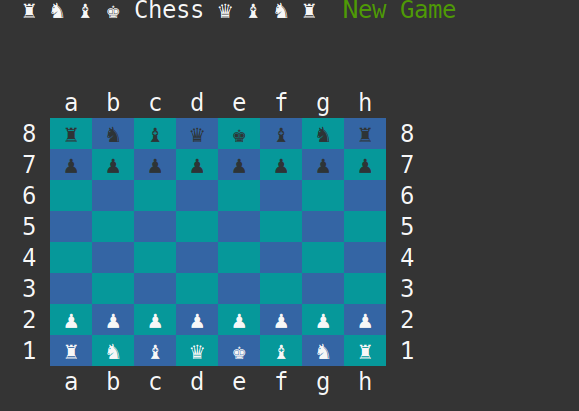 ♜ ♞ ♝ ♚ Chess ♛ ♝ ♞ ♜ New Game
a b c d e f g h
8 ♜ ♞ ♝ ♛ ♚ ♝ ♞ ♜ 8
7 ♟ ♟ ♟ ♟ ♟ ♟ ♟ ♟ 7
6 6
5 5
4 4
3 3
2 ♟ ♟ ♟ ♟ ♟ ♟ ♟ ♟ 2
1 ♜ ♞ ♝ ♛ ♚ ♝ ♞ ♜ 1
a b c d e f g h